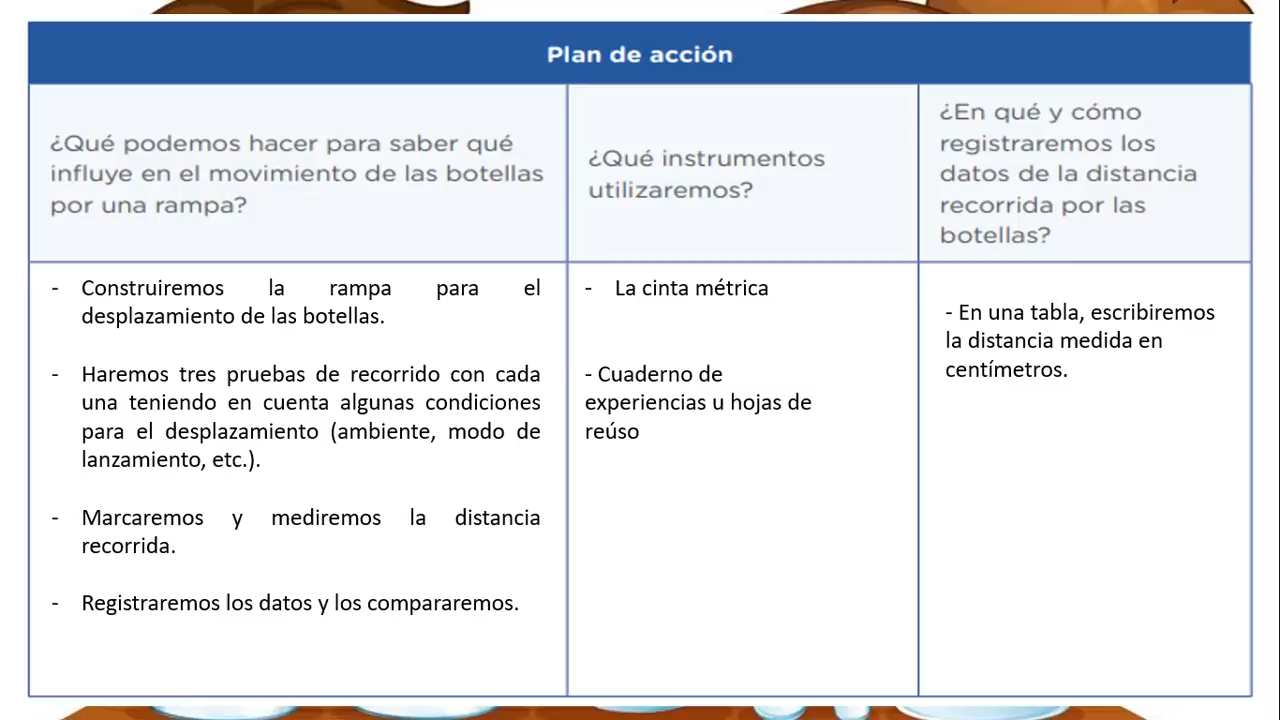 Plan de acción
¿Qué podemos hacer para saber qué
influye en el movimiento de las botellas
por una rampa?
¿Qué instrumentos
utilizaremos?
¿En qué y cómo
registraremos los
datos de la distancia
recorrida por las
botellas?
- Construiremos la rampa para el
desplazamiento de las botellas.
- Haremos tres pruebas de recorrido con cada
una teniendo en cuenta algunas condiciones
para el desplazamiento (ambiente, modo de
lanzamiento, etc.).
- Marcaremos y mediremos la distancia
recorrida.
- Registraremos los datos y los compararemos.
- La cinta métrica
- Cuaderno de
experiencias u hojas de
reúso
- En una tabla, escribiremos
la distancia medida en
centímetros.